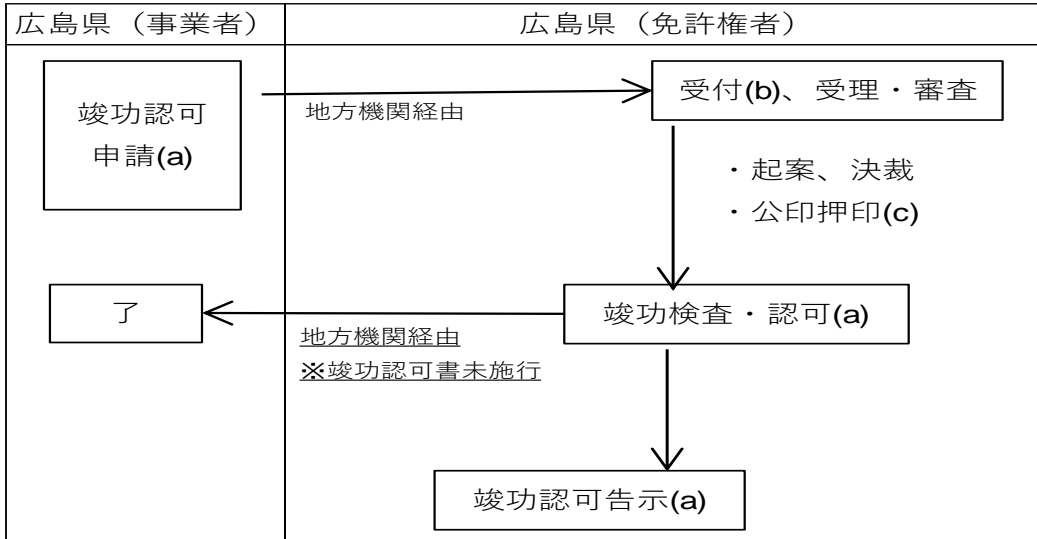 広島県（事業者）
広島県（免許権者）
竣功認可
申請(a)
地方機関経由
受付(b)、受理・審査
・起案、決裁
・公印押印(c)
了
竣功検査・認可(a)
地方機関経由
※竣功認可書未施行
竣功認可告示(a)